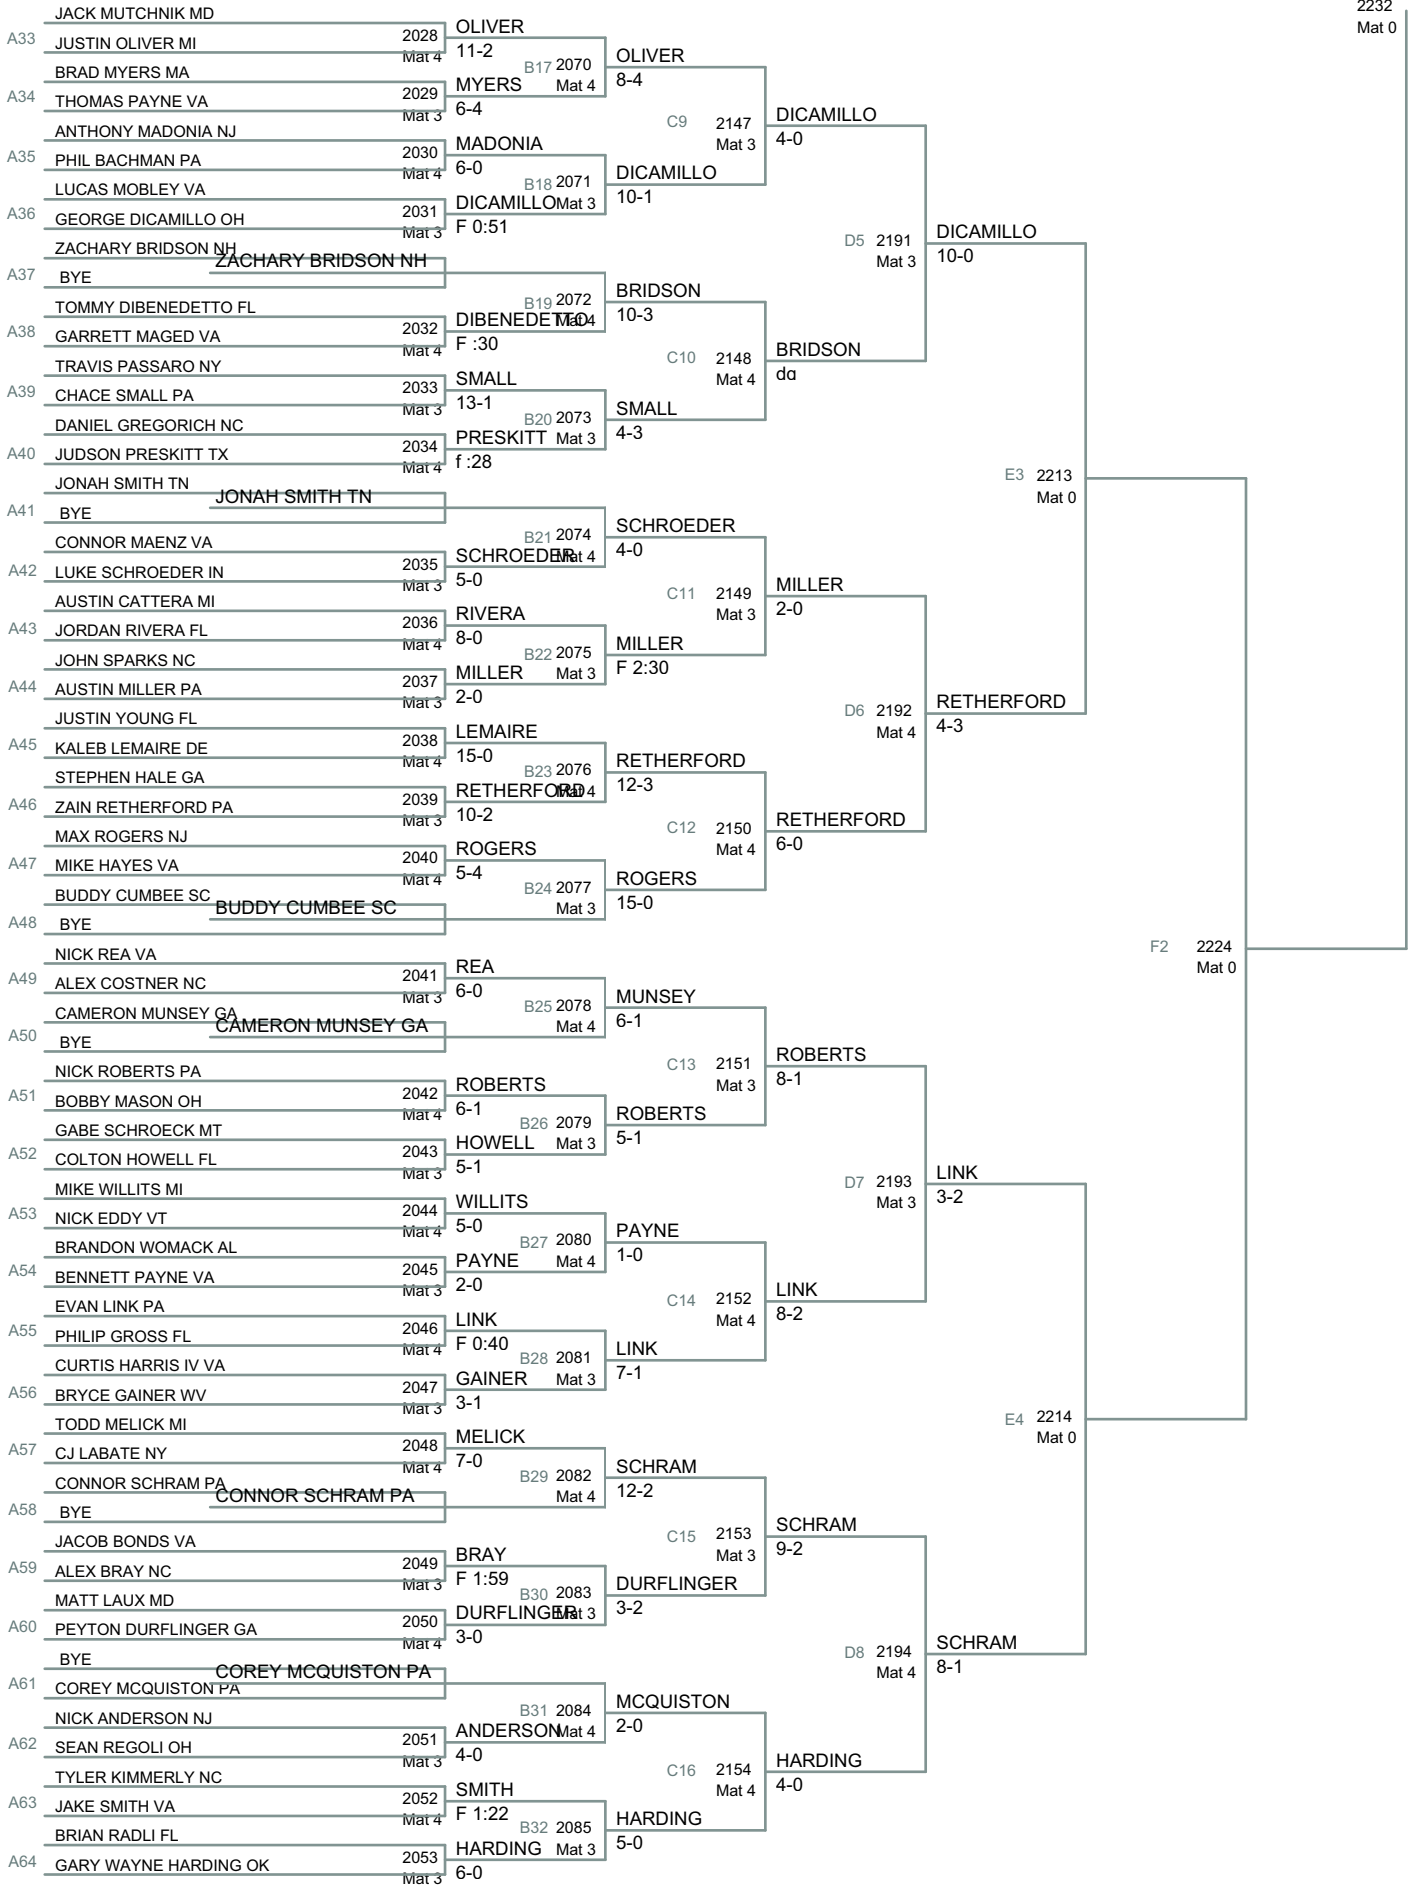 2232
Mat 0
JACK MUTCHNIK MD
A33
JUSTIN OLIVER MI
2028
Mat 4
OLIVER
11-2
BRAD MYERS MA
A34
THOMAS PAYNE VA
2029
Mat 3
MYERS
6-4
B17 2070
Mat 4
OLIVER
8-4
ANTHONY MADONIA NJ
A35
PHIL BACHMAN PA
2030
Mat 4
MADONIA
6-0
LUCAS MOBLEY VA
A36
GEORGE DICAMILLO OH
2031
Mat 3
DICAMILLO
F 0:51
B18 2071
Mat 3
DICAMILLO
10-1
C9 2147
Mat 3
DICAMILLO
4-0
ZACHARY BRIDSON NH
A37
BYE
ZACHARY BRIDSON NH
TOMMY DIBENEDETTO FL
A38
GARRETT MAGED VA
2032
Mat 4
DIBENEDETTO
F :30
B19 2072
Mat 4
BRIDSON
10-3
TRAVIS PASSARO NY
A39
CHACE SMALL PA
2033
Mat 3
SMALL
13-1
DANIEL GREGORICH NC
A40
JUDSON PRESKITT TX
2034
Mat 4
PRESKITT
f :28
B20 2073
Mat 3
SMALL
4-3
C10 2148
Mat 4
BRIDSON
dq
D5 2191
Mat 3
DICAMILLO
10-0
JONAH SMITH TN
A41
BYE
JONAH SMITH TN
CONNOR MAENZ VA
A42
LUKE SCHROEDER IN
2035
Mat 3
SCHROEDER
5-0
B21 2074
Mat 4
SCHROEDER
4-0
AUSTIN CATTERA MI
A43
JORDAN RIVERA FL
2036
Mat 4
RIVERA
8-0
JOHN SPARKS NC
A44
AUSTIN MILLER PA
2037
Mat 3
MILLER
2-0
B22 2075
Mat 3
MILLER
F 2:30
C11 2149
Mat 3
MILLER
2-0
JUSTIN YOUNG FL
A45
KALEB LEMAIRE DE
2038
Mat 4
LEMAIRE
15-0
STEPHEN HALE GA
A46
ZAIN RETHERFORD PA
2039
Mat 3
RETHERFORD
10-2
B23 2076
Mat 4
RETHERFORD
12-3
MAX ROGERS NJ
A47
MIKE HAYES VA
2040
Mat 4
ROGERS
5-4
BUDDY CUMBEE SC
A48
BYE
BUDDY CUMBEE SC
B24 2077
Mat 3
ROGERS
15-0
C12 2150
Mat 4
RETHERFORD
6-0
D6 2192
Mat 4
RETHERFORD
4-3
E3 2213
Mat 0
NICK REA VA
A49
ALEX COSTNER NC
2041
Mat 3
REA
6-0
CAMERON MUNSEY GA
A50
BYE
CAMERON MUNSEY GA
B25 2078
Mat 4
MUNSEY
6-1
NICK ROBERTS PA
A51
BOBBY MASON OH
2042
Mat 4
ROBERTS
6-1
GABE SCHROECK MT
A52
COLTON HOWELL FL
2043
Mat 3
HOWELL
5-1
B26 2079
Mat 3
ROBERTS
5-1
C13 2151
Mat 3
ROBERTS
8-1
MIKE WILLITS MI
A53
NICK EDDY VT
2044
Mat 4
WILLITS
5-0
BRANDON WOMACK AL
A54
BENNETT PAYNE VA
2045
Mat 3
PAYNE
2-0
B27 2080
Mat 4
PAYNE
1-0
EVAN LINK PA
A55
PHILIP GROSS FL
2046
Mat 4
LINK
F 0:40
CURTIS HARRIS IV VA
A56
BRYCE GAINER WV
2047
Mat 3
GAINER
3-1
B28 2081
Mat 3
LINK
7-1
C14 2152
Mat 4
LINK
8-2
D7 2193
Mat 3
LINK
3-2
TODD MELICK MI
A57
CJ LABATE NY
2048
Mat 4
MELICK
7-0
CONNOR SCHRAM PA
A58
BYE
CONNOR SCHRAM PA
B29 2082
Mat 4
SCHRAM
12-2
JACOB BONDS VA
A59
ALEX BRAY NC
2049
Mat 3
BRAY
F 1:59
MATT LAUX MD
A60
PEYTON DURFLINGER GA
2050
Mat 4
DURFLINGER
3-0
B30 2083
Mat 3
DURFLINGER
3-2
C15 2153
Mat 3
SCHRAM
9-2
BYE
A61
COREY MCQUISTON PA
COREY MCQUISTON PA
NICK ANDERSON NJ
A62
SEAN REGOLI OH
2051
Mat 3
ANDERSON
4-0
B31 2084
Mat 4
MCQUISTON
2-0
TYLER KIMMERLY NC
A63
JAKE SMITH VA
2052
Mat 4
SMITH
F 1:22
BRIAN RADLI FL
A64
GARY WAYNE HARDING OK
2053
Mat 3
HARDING
6-0
B32 2085
Mat 3
HARDING
5-0
C16 2154
Mat 4
HARDING
4-0
D8 2194
Mat 4
SCHRAM
8-1
E4 2214
Mat 0
F2 2224
Mat 0